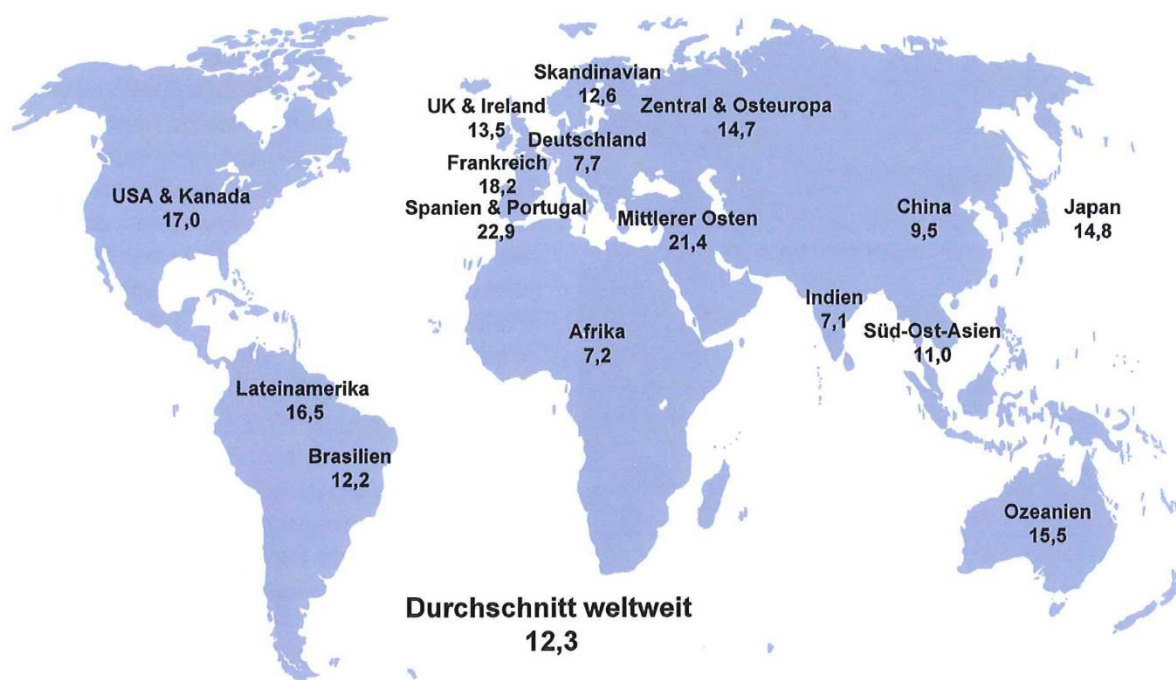 Skandinavian
12,6
UK & Ireland
13,5
Zentral & Osteuropa
14,7
Deutschland
7,7
Frankreich
18,2
USA & Kanada
17,0
Spanien & Portugal
22,9
Mittlerer Osten
21,4
China
9,5
Japan
14,8
Indien
7,1
Afrika
7,2
Süd-Ost-Asien
11,0
Lateinamerika
16,5
Brasilien
12,2
Ozeanien
15,5
Durchschnitt weltweit
12,3